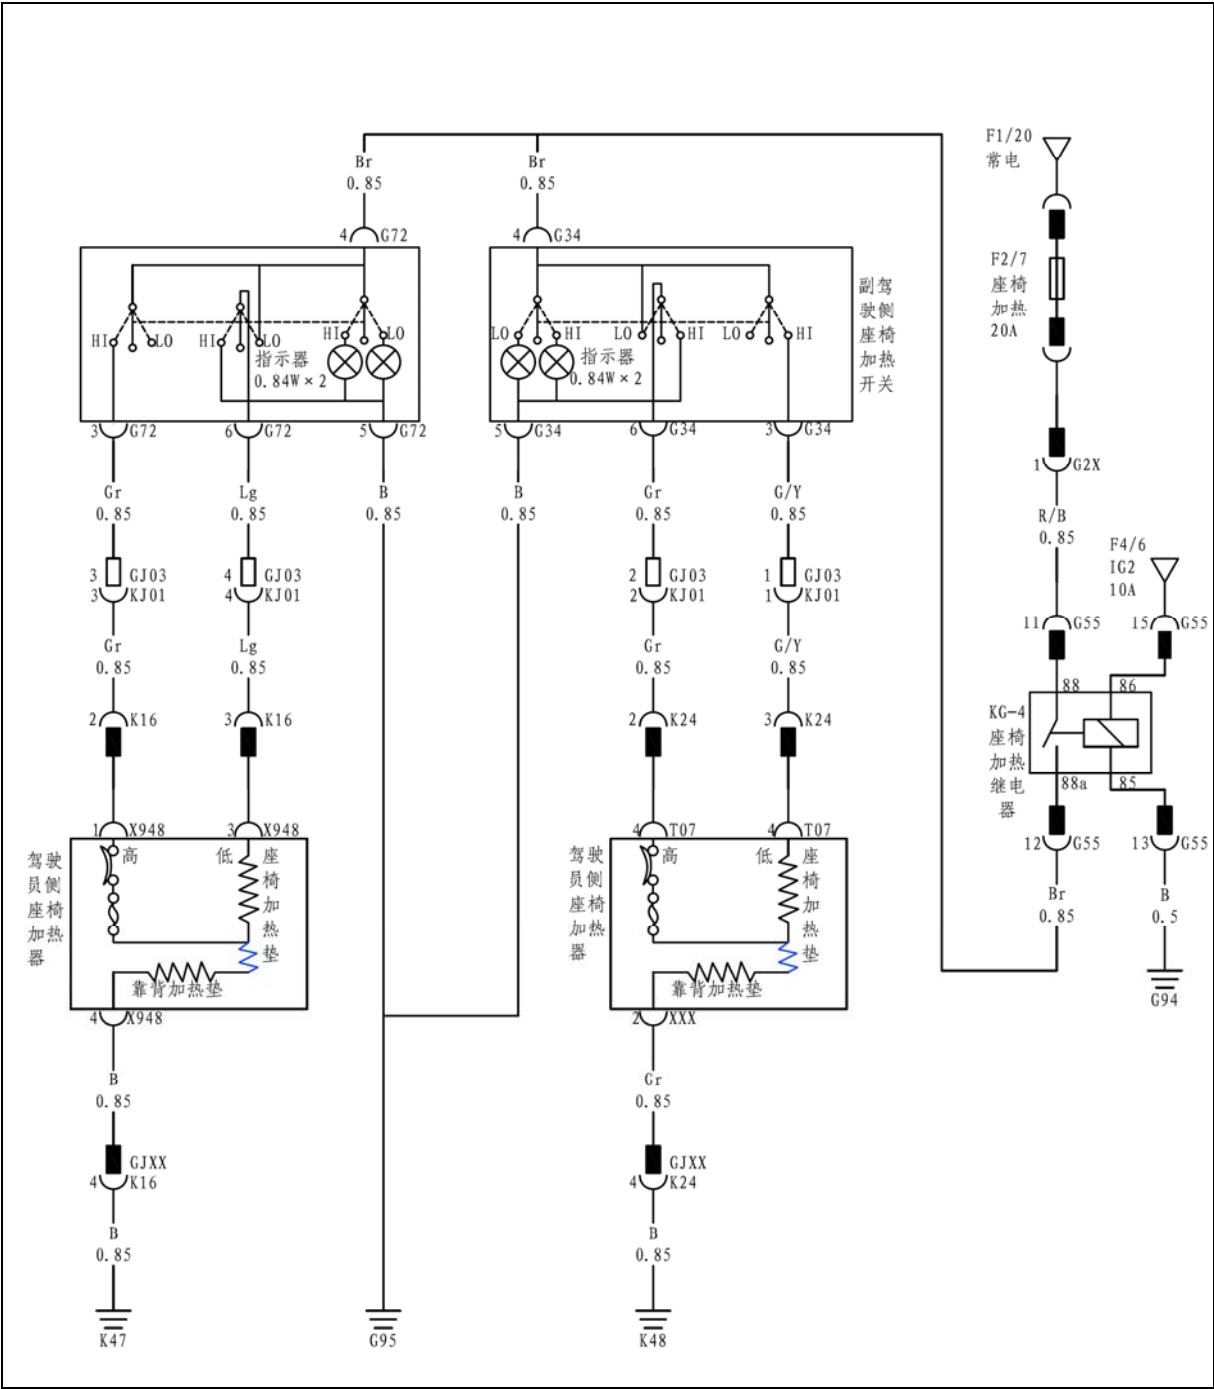 F1/20
常电
Br
0.85
Br
0.85
4 G72
4 G34
F2/7
座椅
加热
20A
副驾
驶侧
座椅
加热
开关
HI LO HI LO HI LO
指示器
0.84W×2
LO HI LO HI LO HI
指示器
0.84W×2
3 G72
6 G72
5 G72
5 G34
6 G34
3 G34
1 G2X
Gr
0.85
Lg
0.85
B
0.85
B
0.85
Gr
0.85
G/Y
0.85
R/B
0.85
F4/6
IG2
10A
3 GJ03
3 KJ01
4 GJ03
4 KJ01
2 GJ03
2 KJ01
1 GJ03
1 KJ01
11 G55
15 G55
Gr
0.85
Lg
0.85
Gr
0.85
G/Y
0.85
88
86
2 K16
3 K16
2 K24
3 K24
KG-4
座椅
加热
继电
器
88a
85
1 X948
3 X948
4 T07
4 T07
12 G55
13 G55
驾驶
员侧
座椅
加热
器
高
低
座
椅
加
热
垫
靠背加热垫
驾驶
员侧
座椅
加热
器
高
低
座
椅
加
热
垫
靠背加热垫
Br
0.85
B
0.5
G94
4 X948
2 XXX
B
0.85
Gr
0.85
GJXX
4 K16
GJXX
4 K24
B
0.85
B
0.85
K47
G95
K48